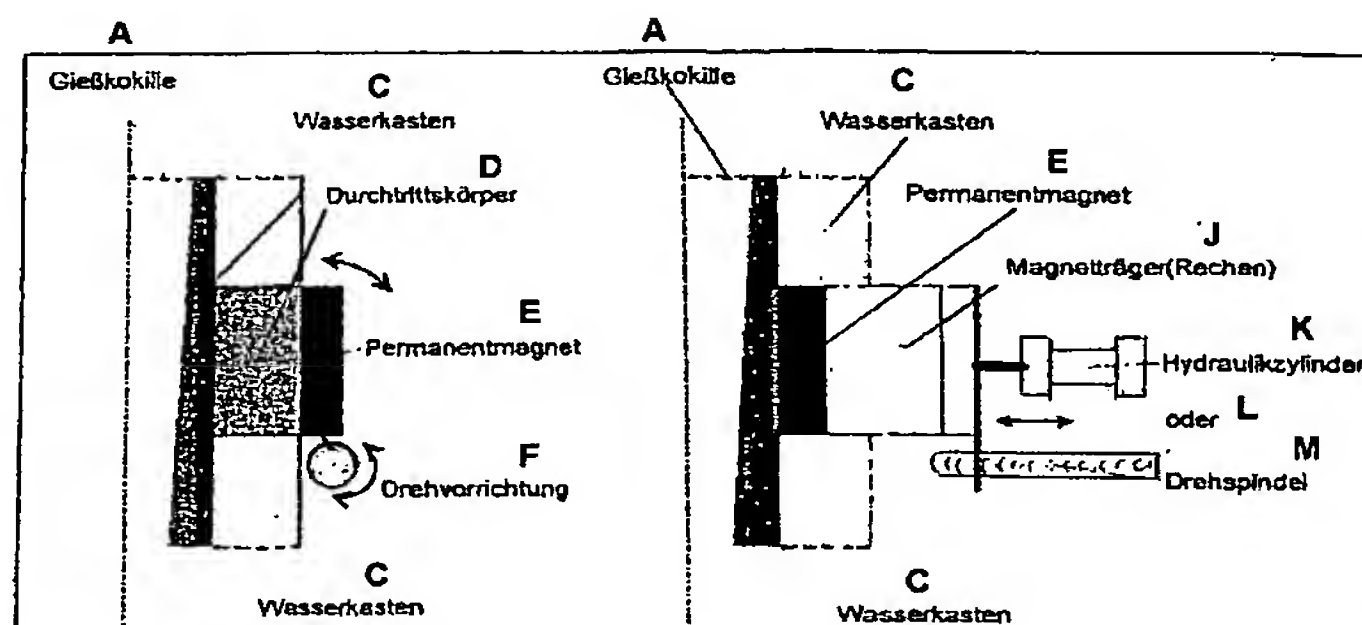 A
Gießkokille
C
Wasserkasten
D
Durchtrittskörper
E
Permanentmagnet
F
Drehvorrichtung
C
Wasserkasten
A
Gießkokille
C
Wasserkasten
E
Permanentmagnet
J
Magnetträger(Rechen)
K
Hydraulikzylinder
oder L
M
Drehspindel
C
Wasserkasten